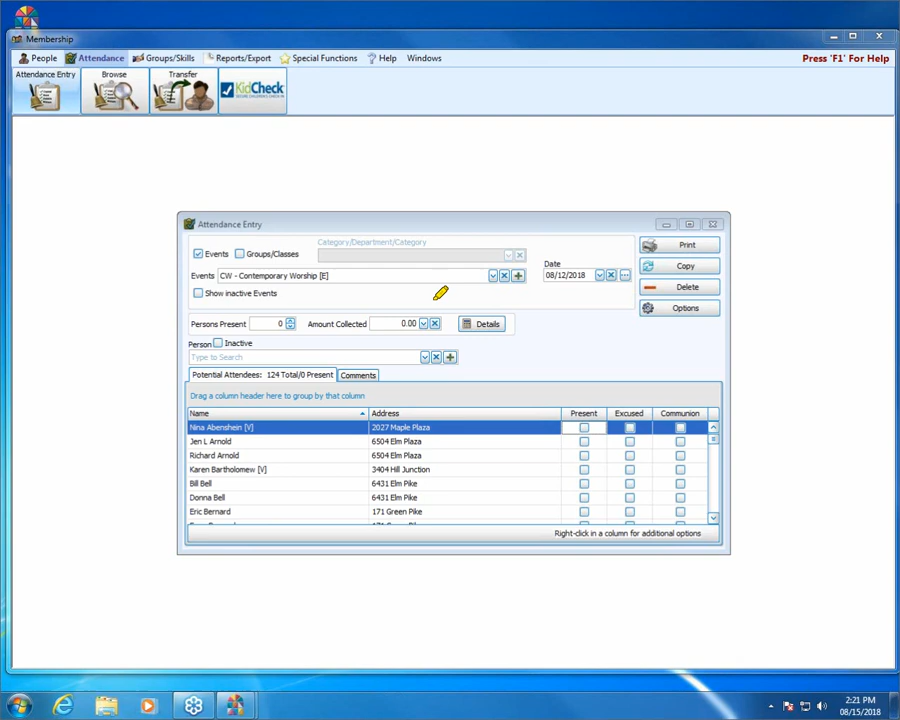 Membership
People Attendance Groups/Skills Reports/Export Special Functions Help Windows Press 'F1' For Help
Attendance Entry Browse Transfer
KidCheck
Attendance Entry
Events Groups/Classes Category/Department/Category Print
Events CW - Contemporary Worship [E] Date 08/12/2018 Copy
Show inactive Events Delete
Options
Persons Present 0 Amount Collected 0.00 Details
Person Inactive
Type to Search
Potential Attendees: 124 Total/0 Present Comments
Drag a column header here to group by that column
Name Address Present Excused Communion
Nina Abenshein [V] 2027 Maple Plaza
Jen L Arnold 6504 Elm Plaza
Richard Arnold 6504 Elm Plaza
Karen Bartholomew [V] 3404 Hill Junction
Bill Bell 6431 Elm Pike
Donna Bell 6431 Elm Pike
Eric Bernard 171 Green Pike
Right-click in a column for additional options
2:21 PM
08/15/2018